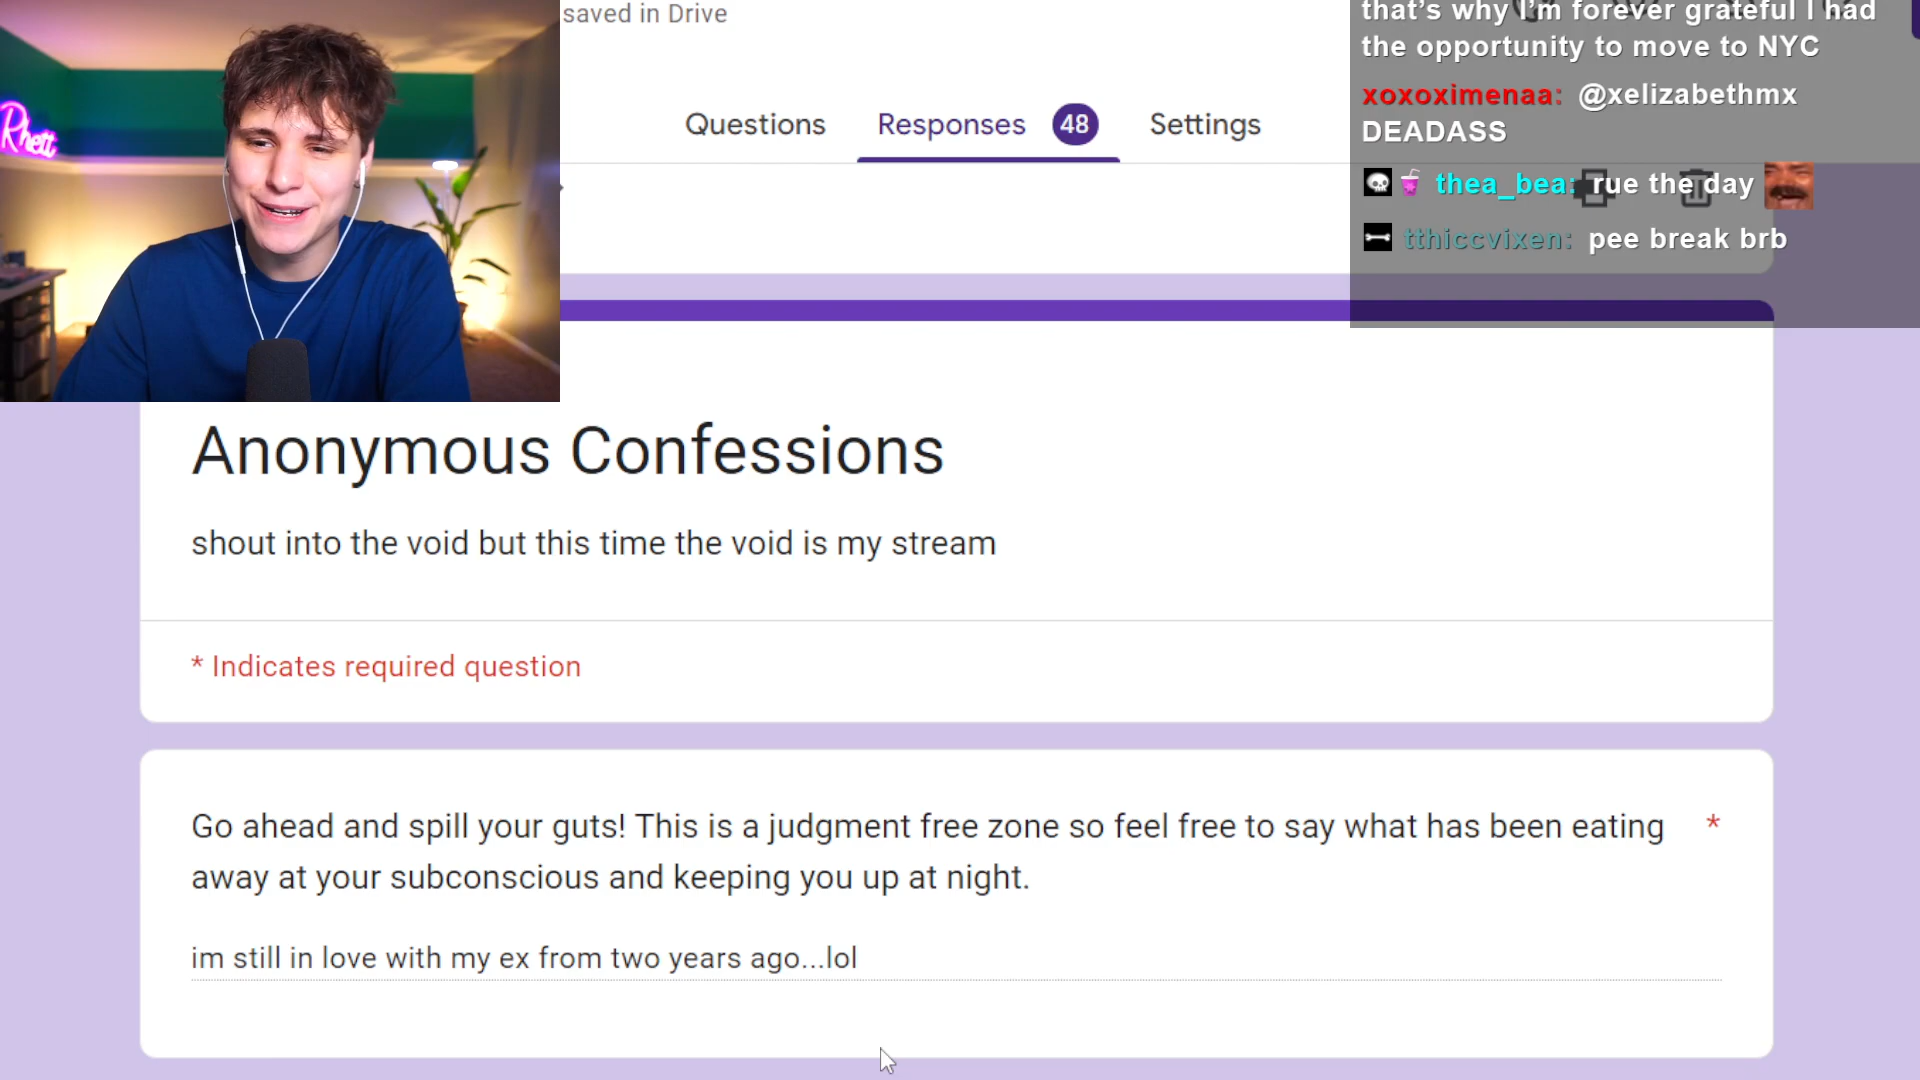 saved in Drive
Rhett
Questions
Responses
48
Settings
that's why I'm forever grateful I had
the opportunity to move to NYC
xoxoximenaa: @xelizabethmx
DEADASS
thea_bea: rue the day
tthiccvixen: pee break brb
Anonymous Confessions
shout into the void but this time the void is my stream
* Indicates required question
Go ahead and spill your guts! This is a judgment free zone so feel free to say what has been eating *
away at your subconscious and keeping you up at night.
im still in love with my ex from two years ago...lol